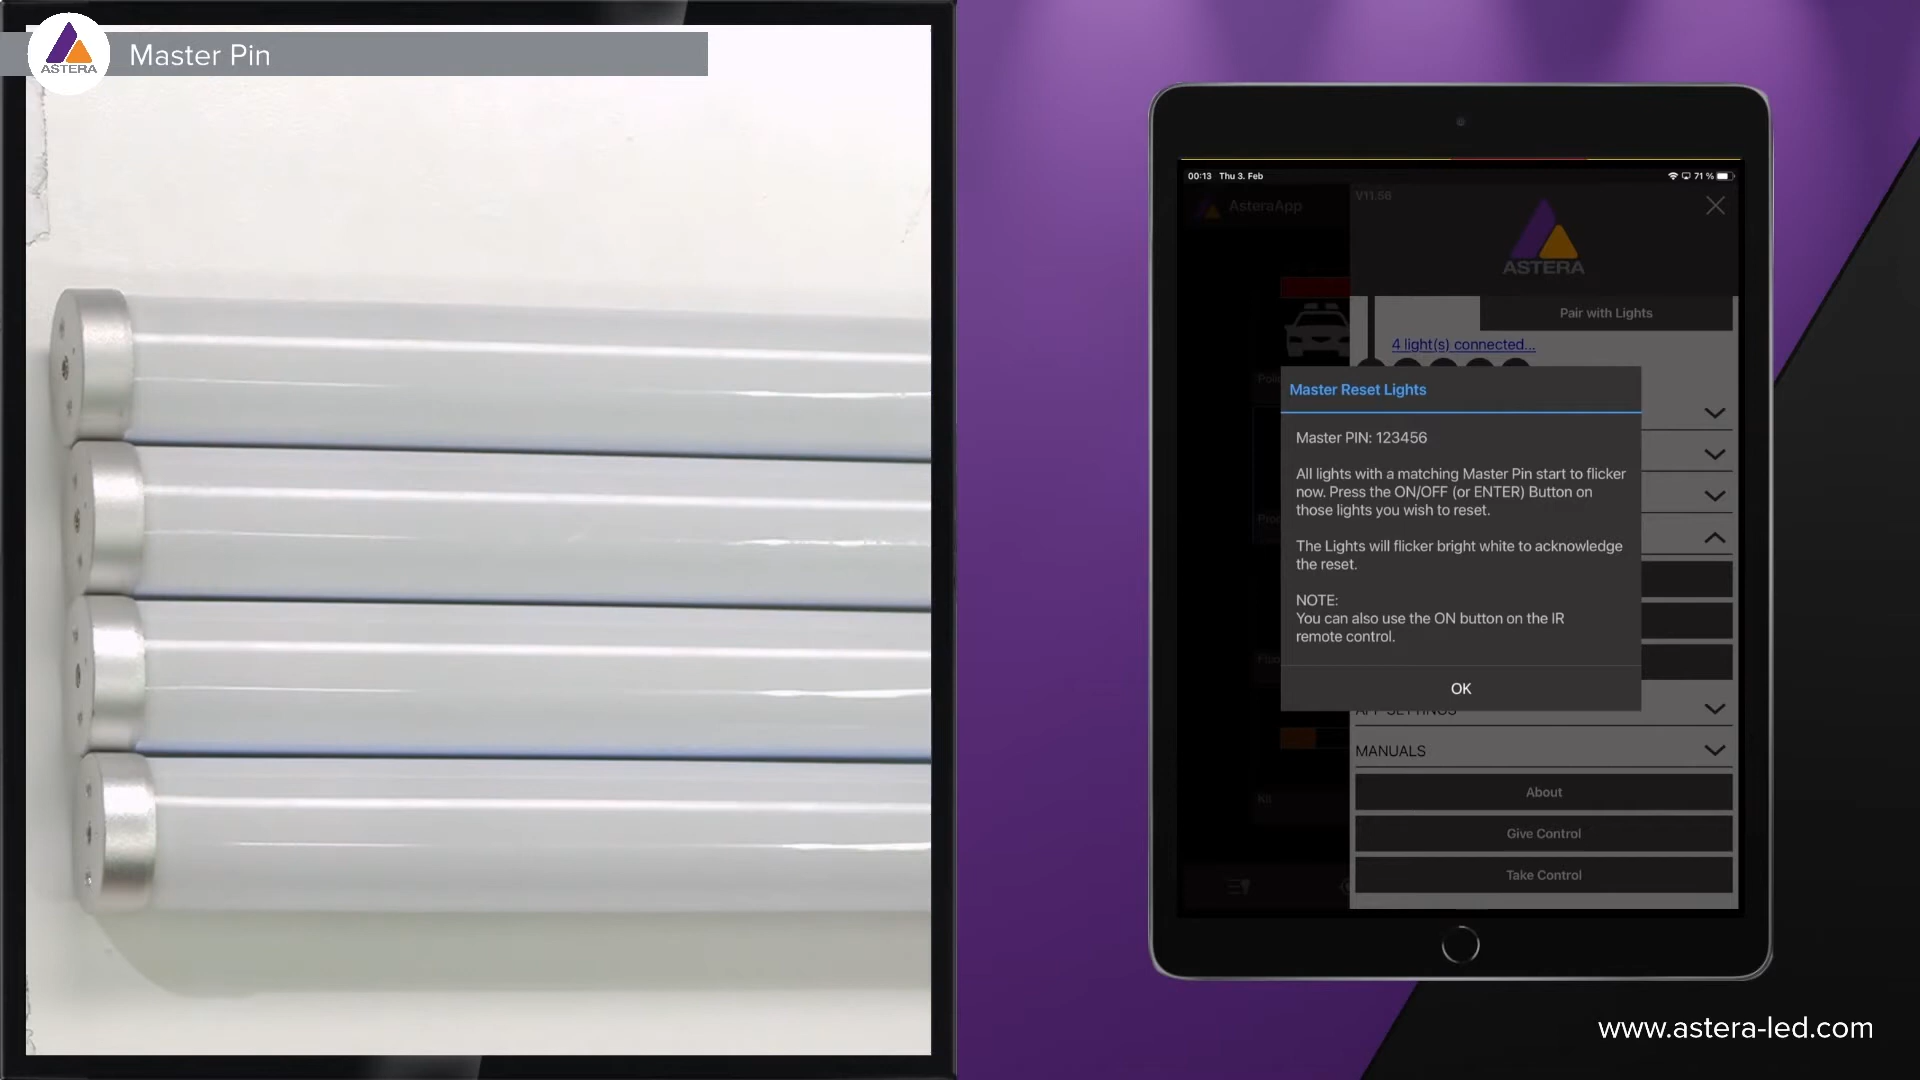 ASTERA
Master Pin
00:13 Thu 3. Feb
71 %
V11.56
AsteraApp
ASTERA
Pair with Lights
4 light(s) connected...
Master Reset Lights
Master PIN: 123456
All lights with a matching Master Pin start to flicker
now. Press the ON/OFF (or ENTER) Button on
those lights you wish to reset.
The Lights will flicker bright white to acknowledge
the reset.
NOTE:
You can also use the ON button on the IR
remote control.
OK
APP SETTINGS
MANUALS
Kit
About
Give Control
Take Control
www.astera-led.com